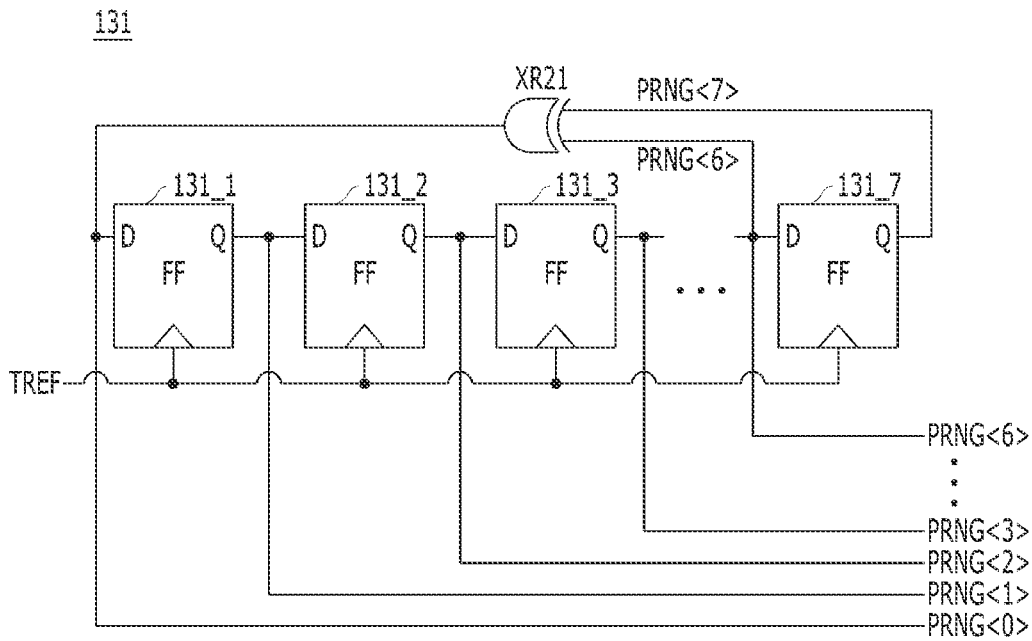 131
XR21
PRNG<7>
PRNG<6>
131_1
131_2
131_3
131_7
D Q D Q D Q D Q
FF FF FF FF
...
TREF
PRNG<6>
PRNG<3>
PRNG<2>
PRNG<1>
PRNG<0>